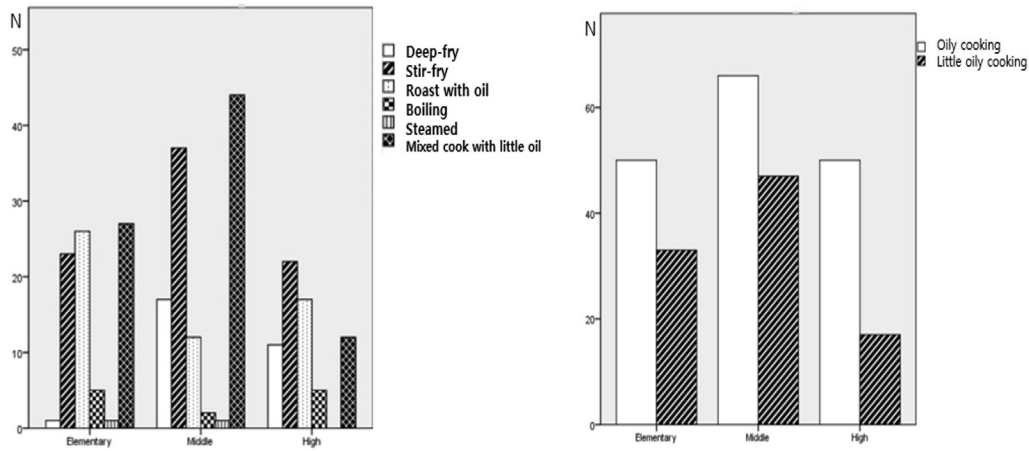 N
50
40
30
20
10
0
Elementary Middle High
Deep-fry
Stir-fry
Roast with oil
Boiling
Steamed
Mixed cook with little oil
N
60
40
20
0
Elementary Middle High
Oily cooking
Little oily cooking